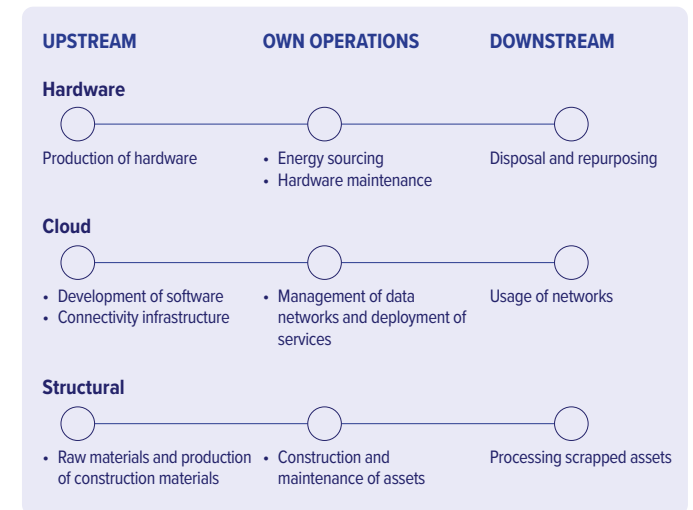 UPSTREAM OWN OPERATIONS DOWNSTREAM
Hardware
Production of hardware
• Energy sourcing
• Hardware maintenance
Disposal and repurposing
Cloud
• Development of software
• Connectivity infrastructure
• Management of data
networks and deployment of
services
Usage of networks
Structural
• Raw materials and production
of construction materials
• Construction and
maintenance of assets
Processing scrapped assets